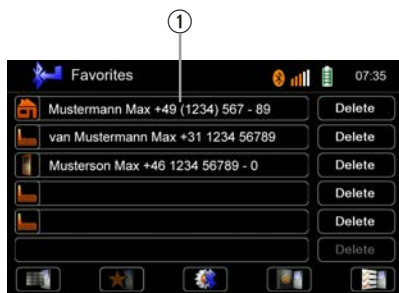 1
Favorites 07:35
Mustermann Max +49 (1234) 567 - 89 Delete
van Mustermann Max +31 1234 56789 Delete
Musterson Max +46 1234 56789 - 0 Delete
Delete
Delete
Delete